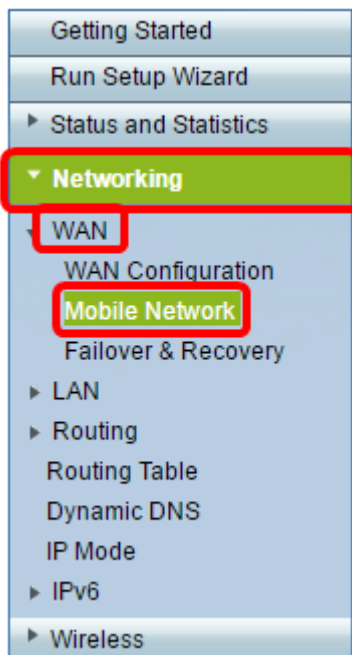 Getting Started
Run Setup Wizard
Status and Statistics
Networking
WAN
WAN Configuration
Mobile Network
Failover & Recovery
LAN
Routing
Routing Table
Dynamic DNS
IP Mode
IPv6
Wireless